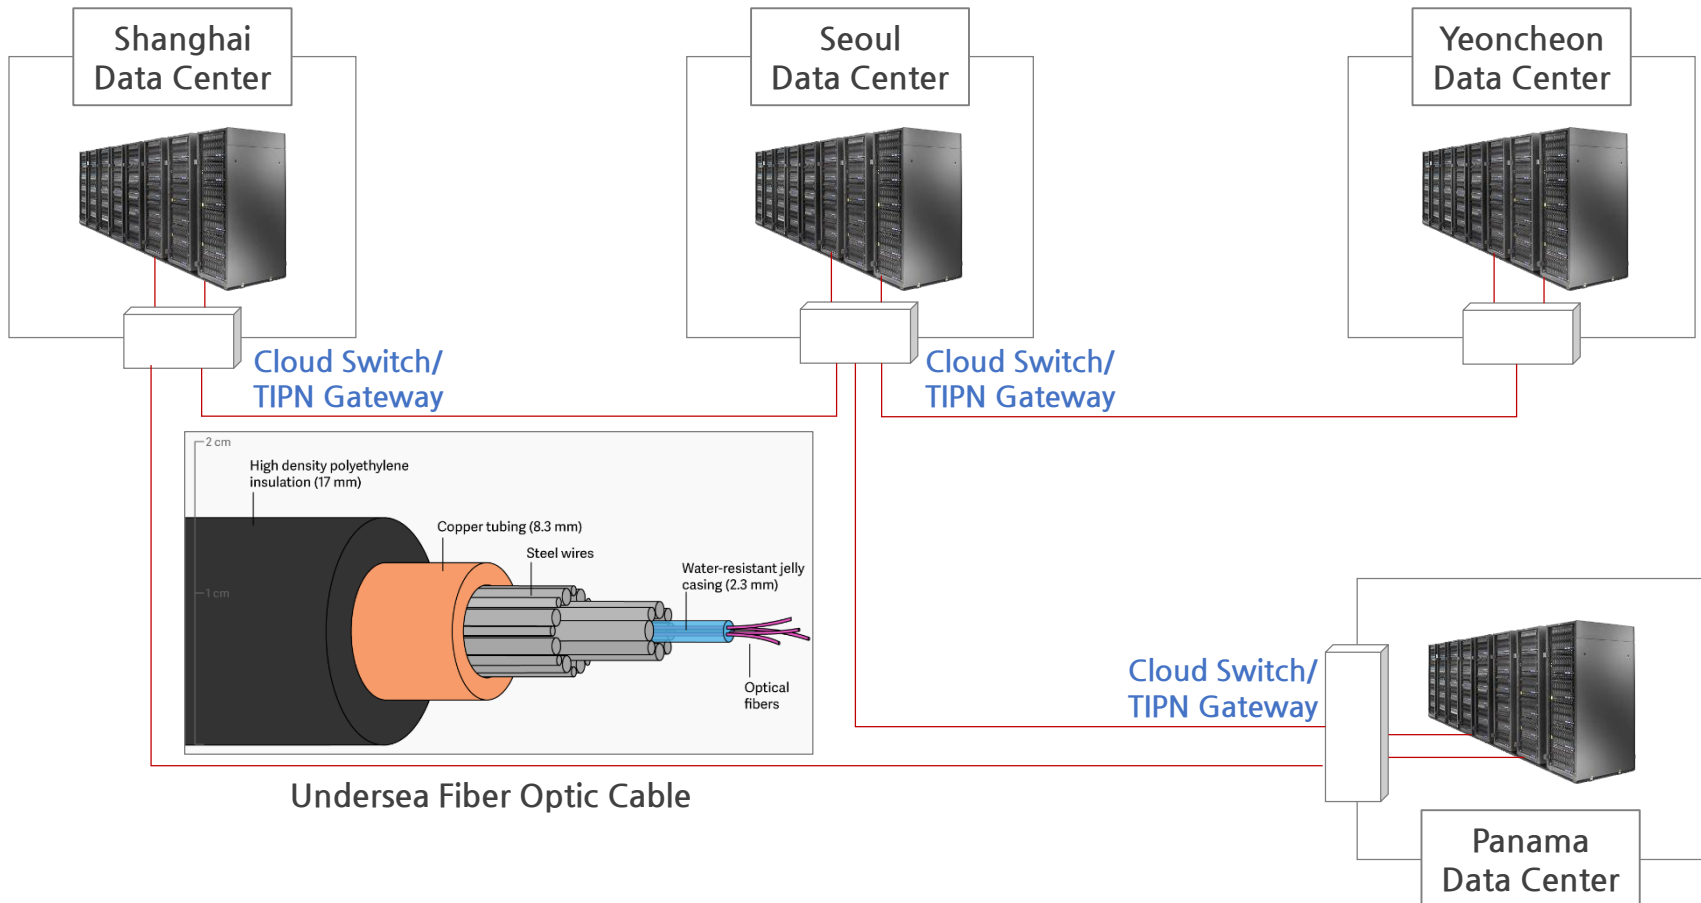 Shanghai
Data Center
Seoul
Data Center
Yeoncheon
Data Center
Cloud Switch/
TIPN Gateway
Cloud Switch/
TIPN Gateway
2 cm
High density polyethylene
insulation (17 mm)
Copper tubing (8.3 mm)
Steel wires
Water-resistant jelly
casing (2.3 mm)
1 cm
Optical
fibers
Undersea Fiber Optic Cable
Cloud Switch/
TIPN Gateway
Panama
Data Center